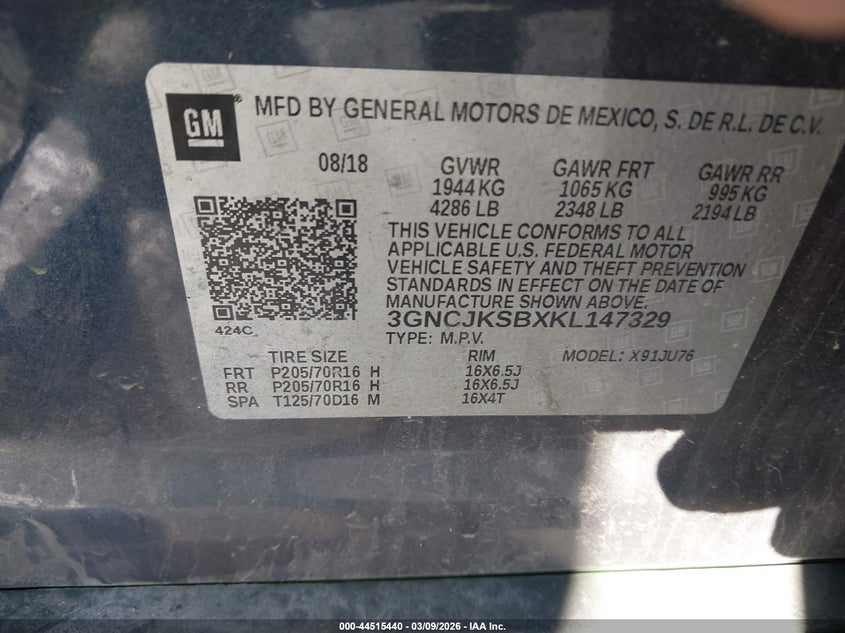 GM ® MFD BY GENERAL MOTORS DE MEXICO, S. DE R.L. DE C.V.
08/18 GVWR GAWR FRT GAWR RR
1944 KG 1065 KG 995 KG
4286 LB 2348 LB 2194 LB
THIS VEHICLE CONFORMS TO ALL
APPLICABLE U.S. FEDERAL MOTOR
VEHICLE SAFETY AND THEFT PREVENTION
STANDARDS IN EFFECT ON THE DATE OF
MANUFACTURE SHOWN ABOVE.
424C 3GNCJKSBXKL147329
TYPE: M.P.V.
TIRE SIZE RIM MODEL: X91JU76
FRT P205/70R16 H 16X6.5J
RR P205/70R16 H 16X6.5J
SPA T125/70D16 M 16X4T
000-44515440 - 03/09/2026 - IAA Inc.